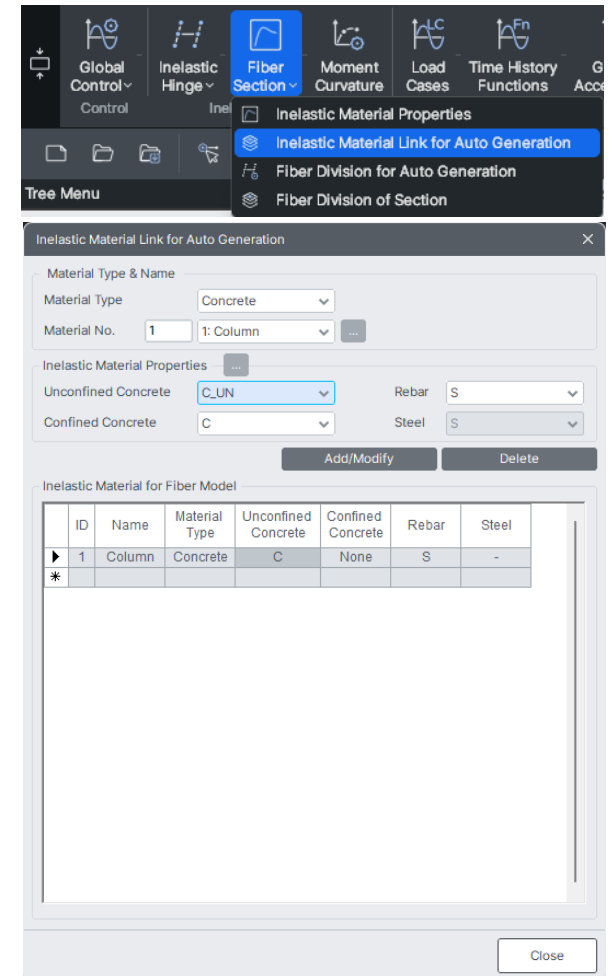 Global Control
Inelastic Hinge
Fiber Section
Moment Curvature
Load Cases
Time History Functions
G
Acce
Control
Inel
Inelastic Material Properties
Inelastic Material Link for Auto Generation
Fiber Division for Auto Generation
Fiber Division of Section
Tree Menu
Inelastic Material Link for Auto Generation
Material Type & Name
Material Type Concrete
Material No. 1 1: Column ...
Inelastic Material Properties ...
Unconfined Concrete C_UN Rebar S
Confined Concrete C Steel S
Add/Modify Delete
Inelastic Material for Fiber Model
ID Name Material Type Unconfined Concrete Confined Concrete Rebar Steel
1 Column Concrete C None S -
Close